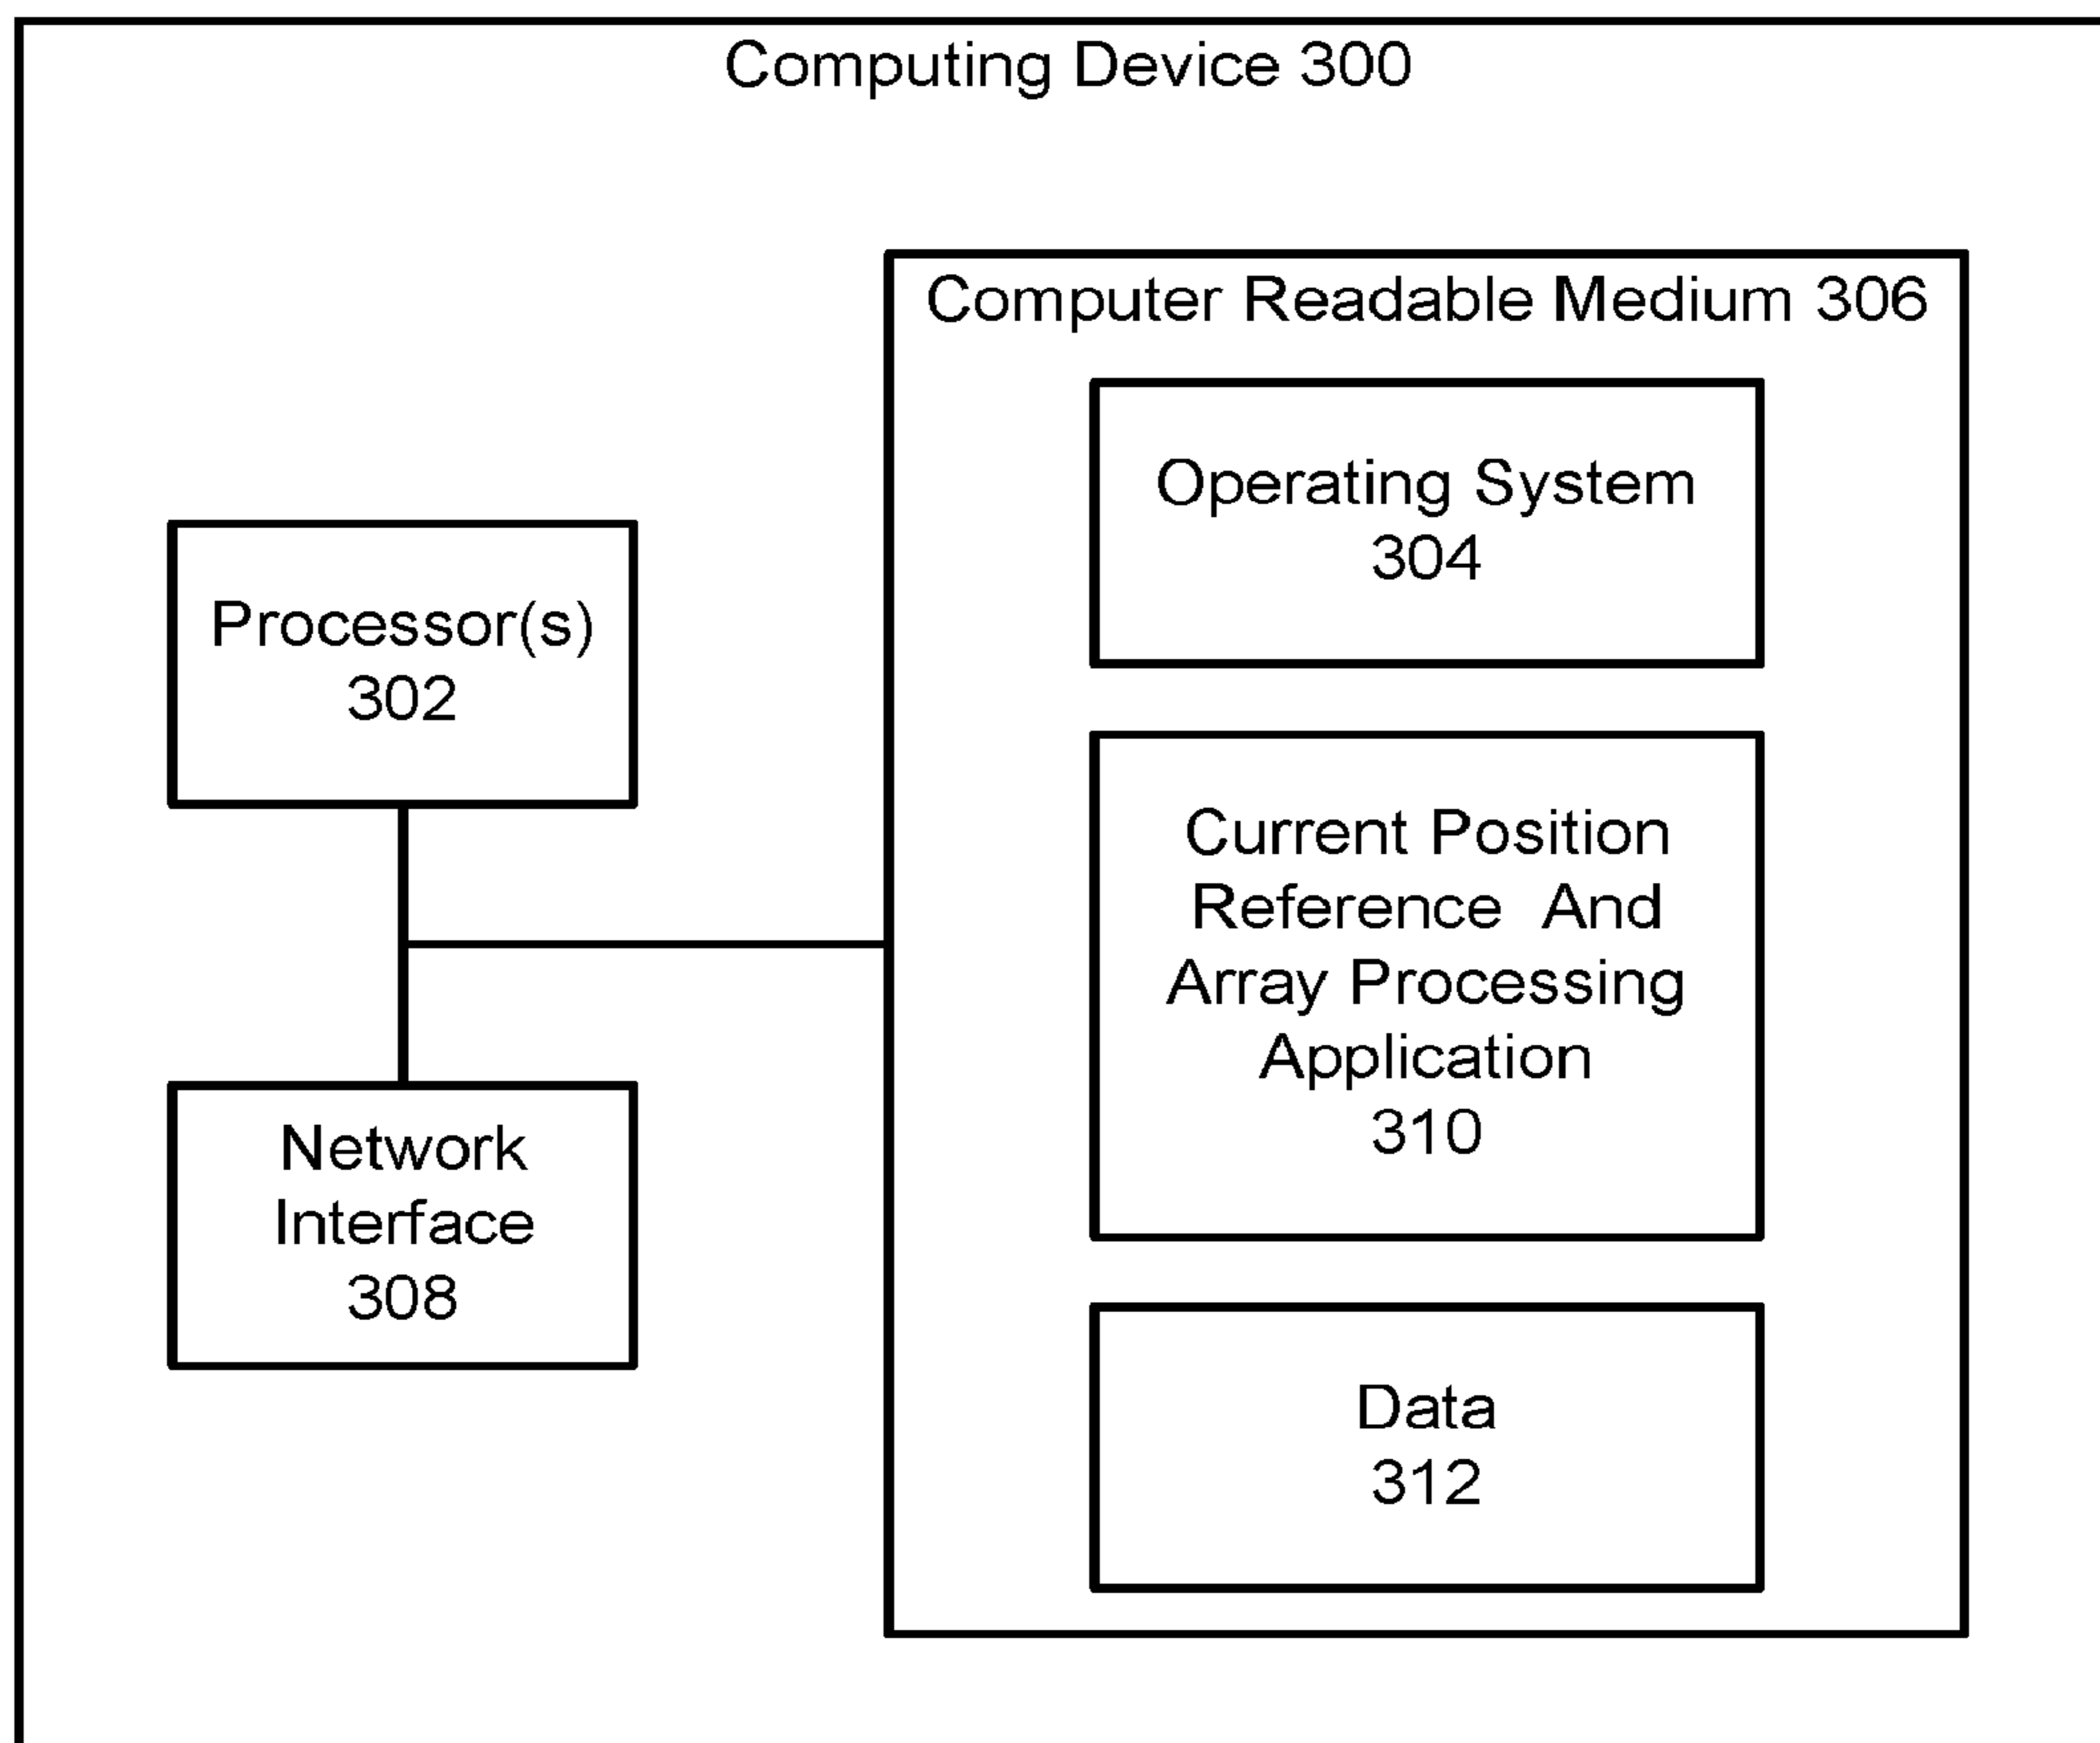 Computing Device 300
Computer Readable Medium 306
Operating System
304
Processor(s)
302
Current Position
Reference And
Array Processing
Application
310
Network
Interface
308
Data
312